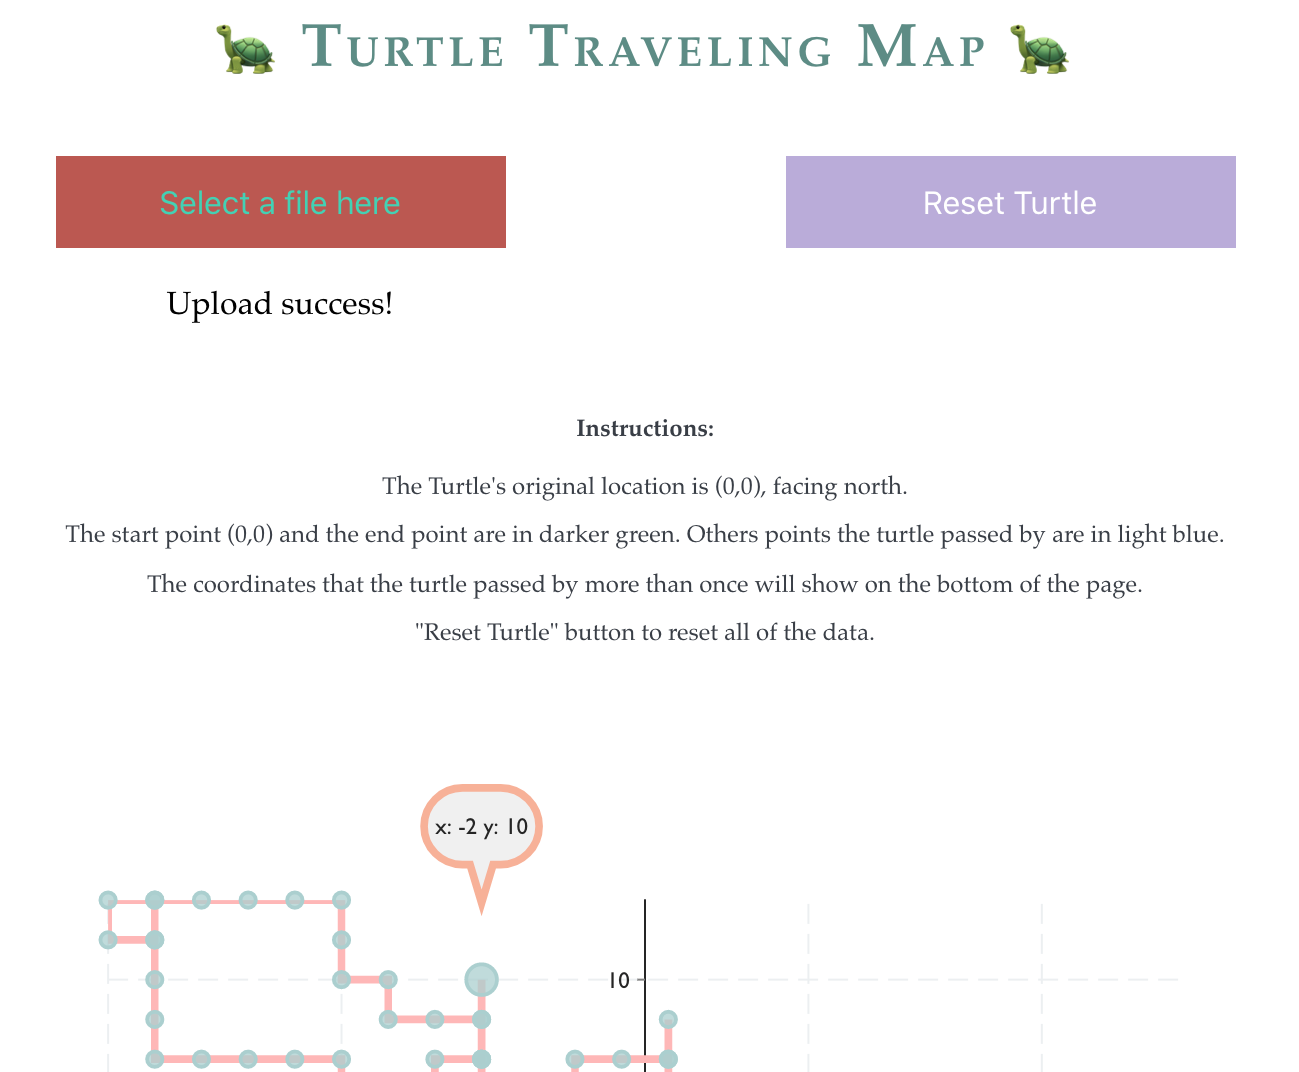 Turtle Traveling Map
Select a file here
Reset Turtle
Upload success!
Instructions:
The Turtle's original location is (0,0), facing north.
The start point (0,0) and the end point are in darker green. Others points the turtle passed by are in light blue.
The coordinates that the turtle passed by more than once will show on the bottom of the page.
"Reset Turtle" button to reset all of the data.
x: -2 y: 10
10